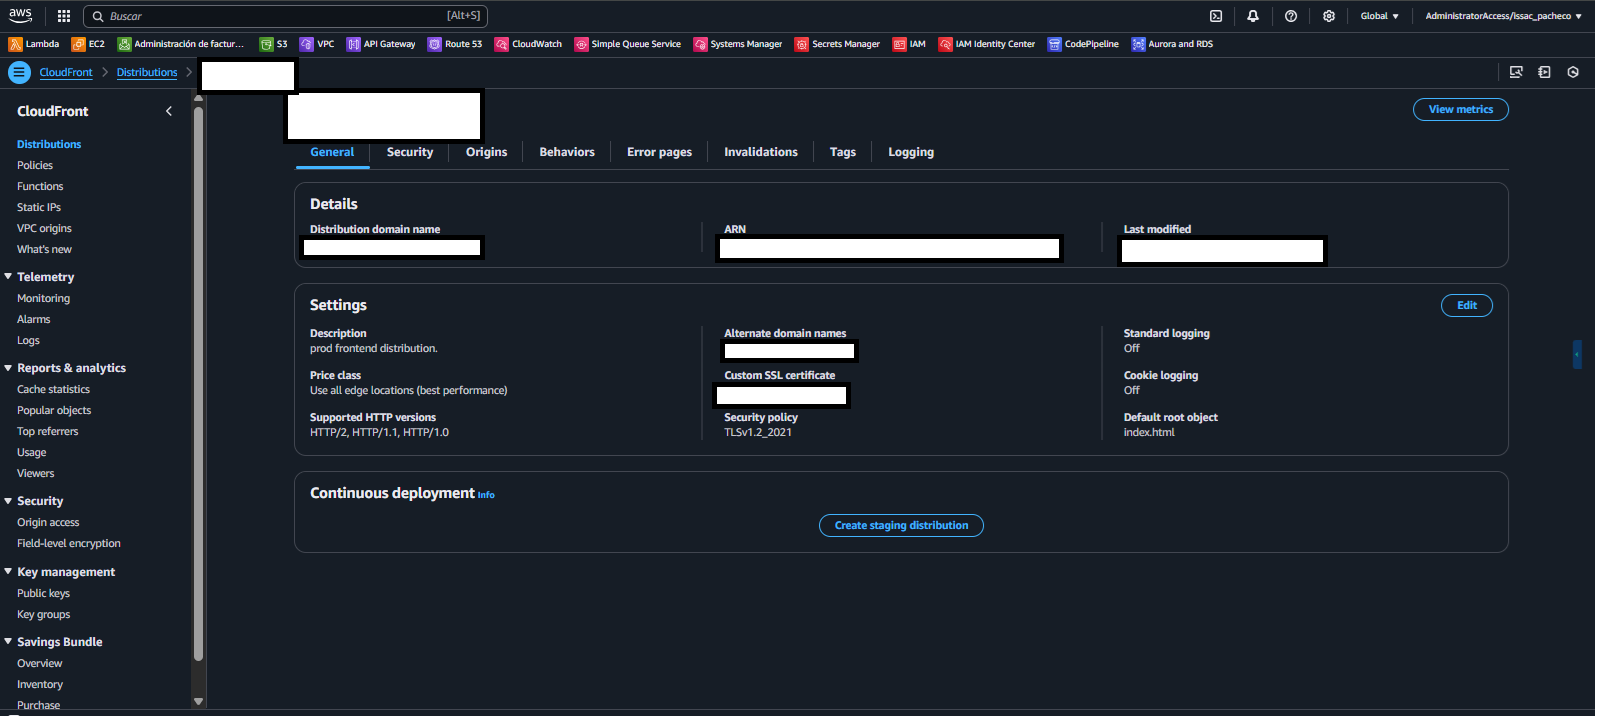 aws
Buscar [Alt+S]
Global
AdministratorAccess/issac_pacheco
Lambda EC2 Administración de factur... S3 VPC API Gateway Route 53 CloudWatch Simple Queue Service Systems Manager Secrets Manager IAM IAM Identity Center CodePipeline Aurora and RDS
CloudFront Distributions
CloudFront
Distributions
Policies
Functions
Static IPs
VPC origins
What's new
Telemetry
Monitoring
Alarms
Logs
Reports & analytics
Cache statistics
Popular objects
Top referrers
Usage
Viewers
Security
Origin access
Field-level encryption
Key management
Public keys
Key groups
Savings Bundle
Overview
Inventory
Purchase
View metrics
General Security Origins Behaviors Error pages Invalidations Tags Logging
Details
Distribution domain name
ARN
Last modified
Settings
Edit
Description
prod frontend distribution.
Price class
Use all edge locations (best performance)
Supported HTTP versions
HTTP/2, HTTP/1.1, HTTP/1.0
Alternate domain names
Custom SSL certificate
Security policy
TLSv1.2_2021
Standard logging
Off
Cookie logging
Off
Default root object
index.html
Continuous deployment Info
Create staging distribution